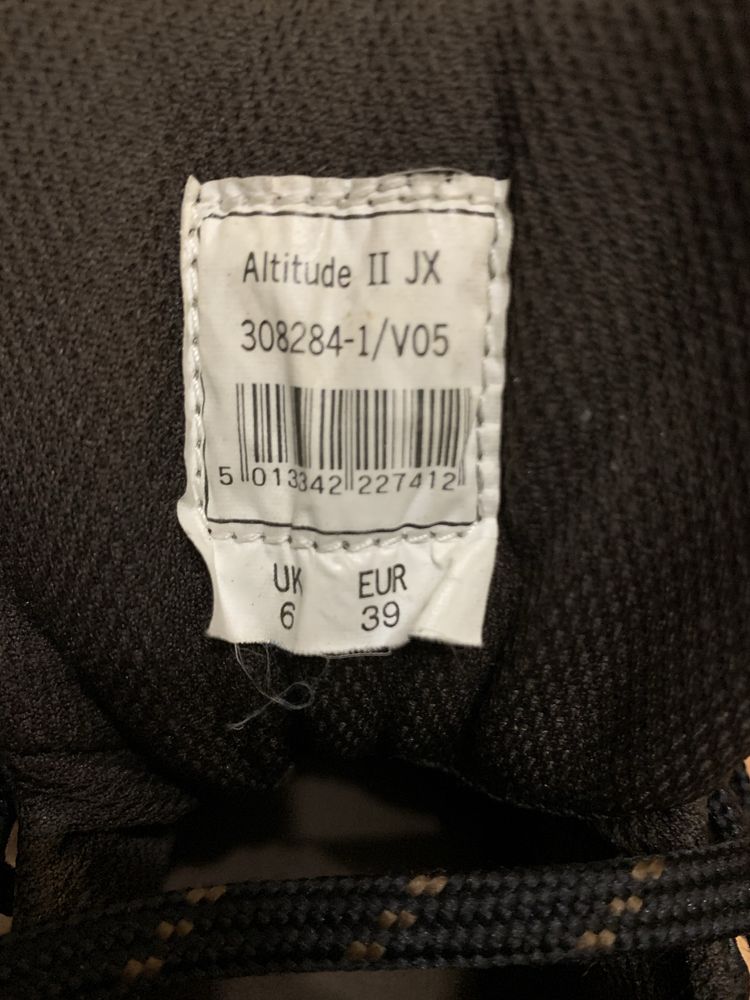 Altitude II JX
308284-1/V05
5 013342 227412
UK EUR
6 39